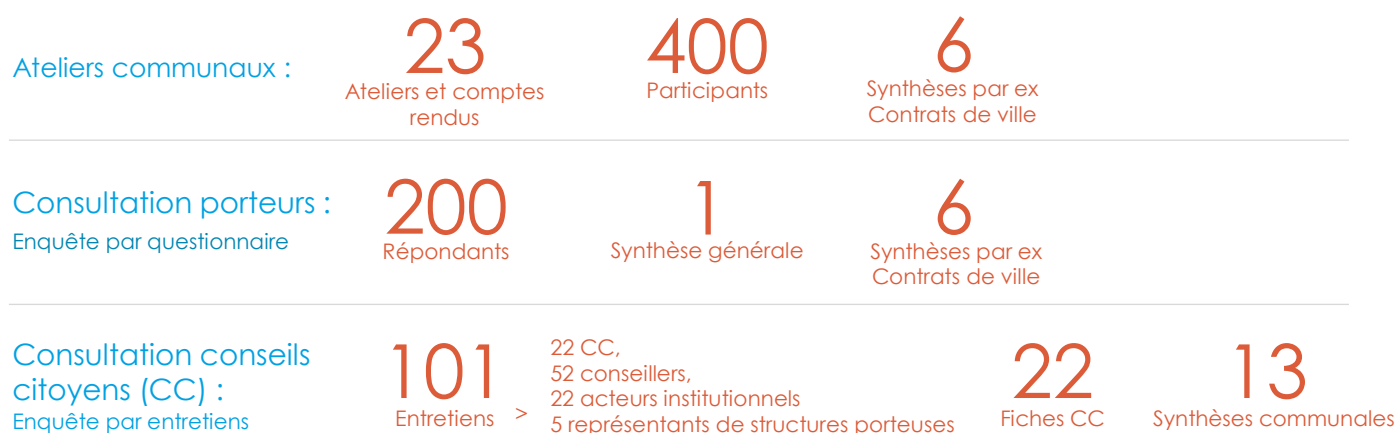 Ateliers communaux :
23
Ateliers et comptes
rendus
400
Participants
6
Synthèses par ex
Contrats de ville
Consultation porteurs :
Enquête par questionnaire
200
Répondants
1
Synthèse générale
6
Synthèses par ex
Contrats de ville
Consultation conseils
citoyens (CC) :
Enquête par entretiens
101
Entretiens
>
22 CC,
52 conseillers,
22 acteurs institutionnels
5 représentants de structures porteuses
22
Fiches CC
13
Synthèses communales